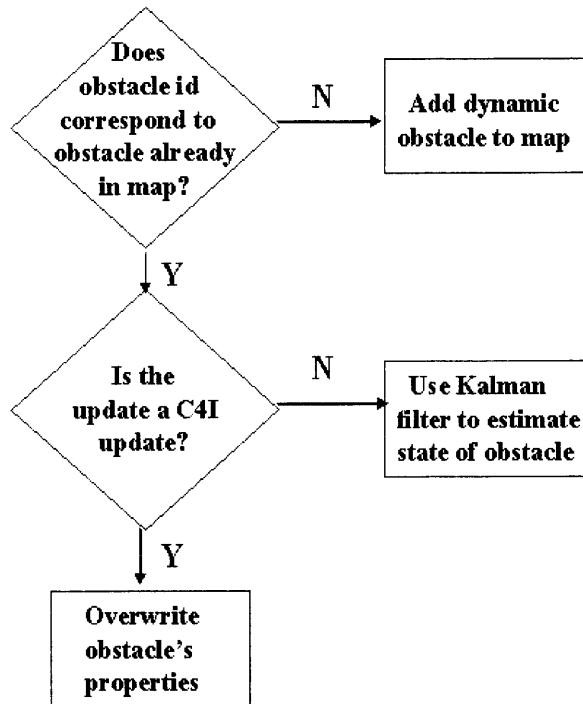 Does
obstacle id
correspond to
obstacle already
in map?
N
Add dynamic
obstacle to map
Y
Is the
update a C4I
update?
N
Use Kalman
filter to estimate
state of obstacle
Y
Overwrite
obstacle's
properties